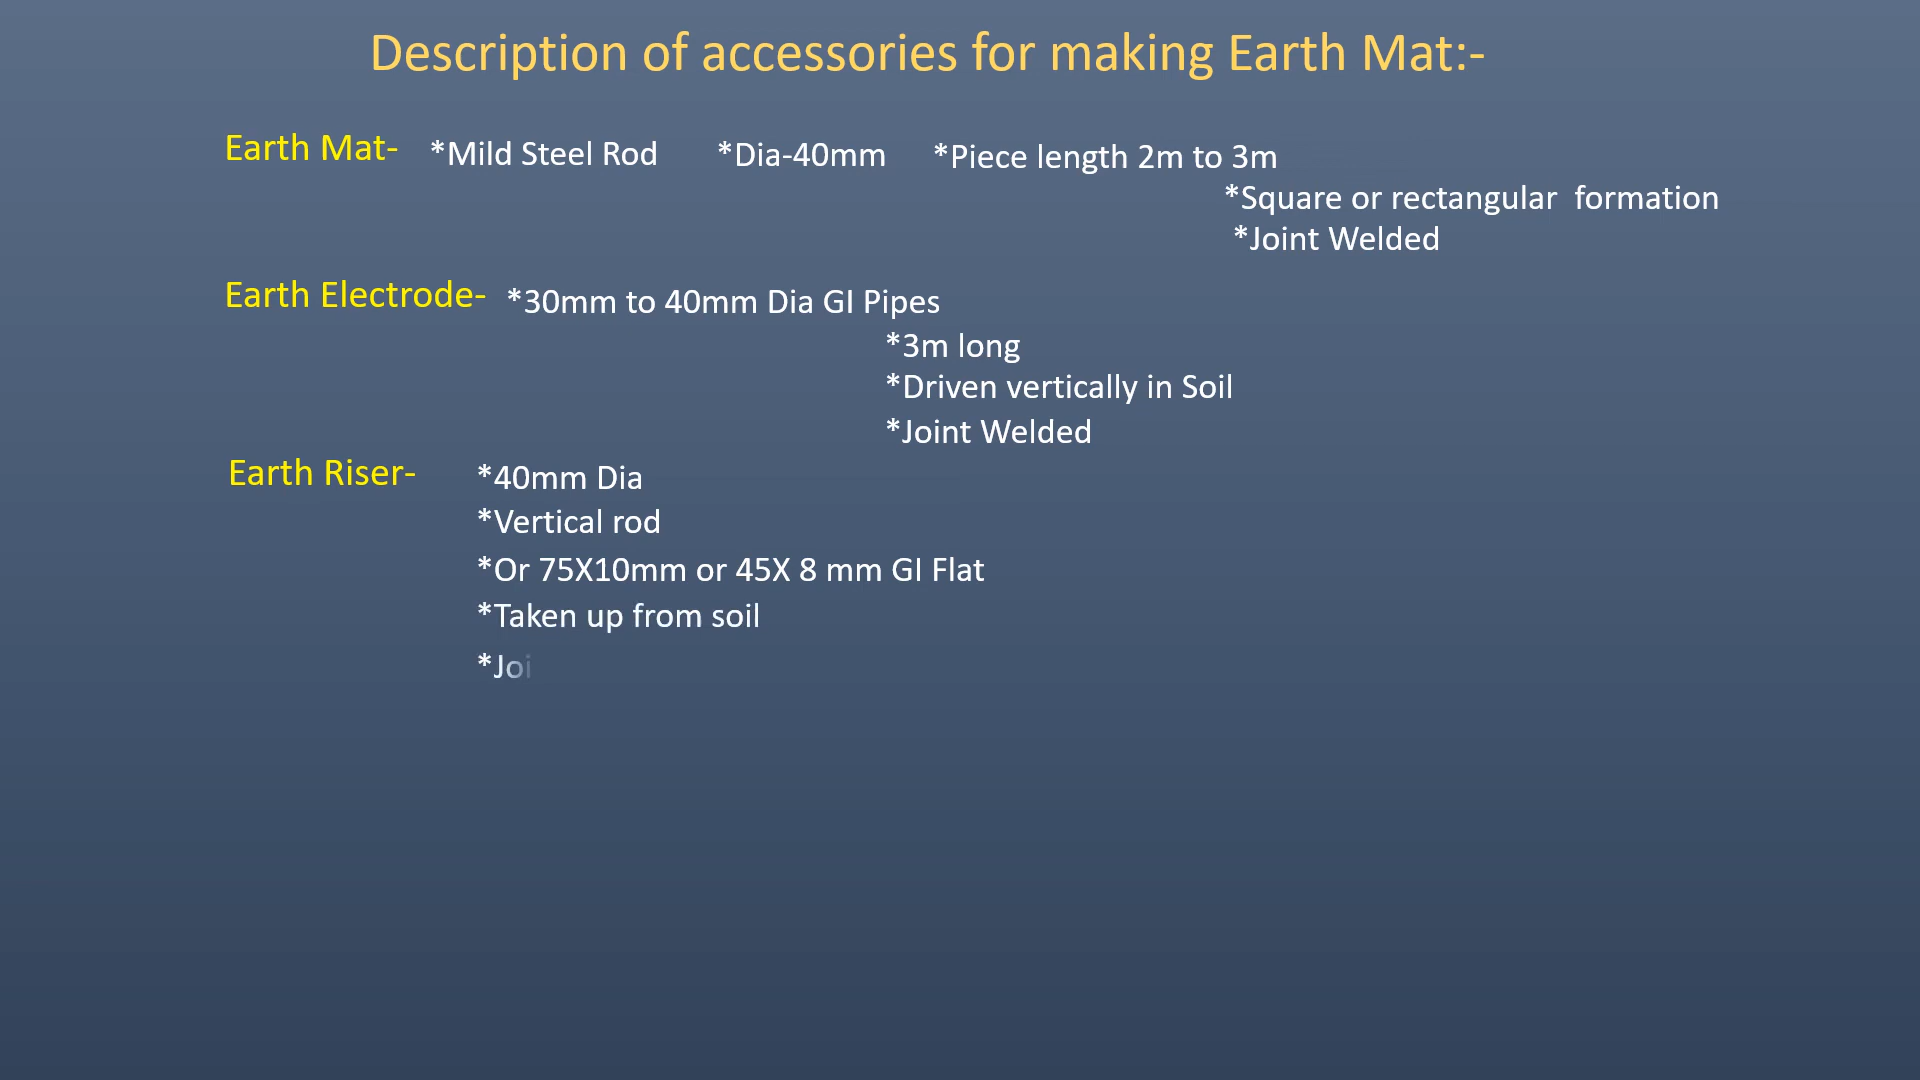 Description of accessories for making Earth Mat:-
Earth Mat- *Mild Steel Rod *Dia-40mm *Piece length 2m to 3m
*Square or rectangular formation
*Joint Welded
Earth Electrode- *30mm to 40mm Dia GI Pipes
*3m long
*Driven vertically in Soil
*Joint Welded
Earth Riser- *40mm Dia
*Vertical rod
*Or 75X10mm or 45X 8 mm GI Flat
*Taken up from soil
*Joi